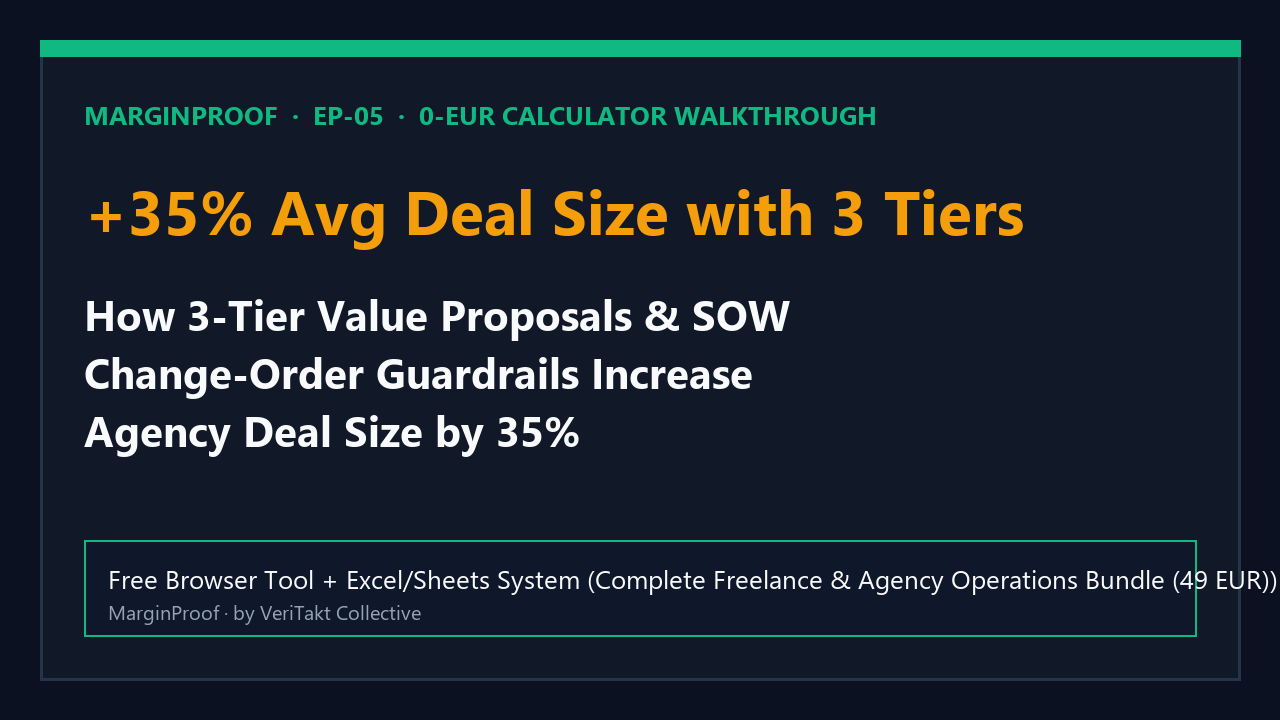 MARGINPROOF · EP-05 · 0-EUR CALCULATOR WALKTHROUGH
+35% Avg Deal Size with 3 Tiers
How 3-Tier Value Proposals & SOW
Change-Order Guardrails Increase
Agency Deal Size by 35%
Free Browser Tool + Excel/Sheets System (Complete Freelance & Agency Operations Bundle (49 EUR))
MarginProof · by VeriTakt Collective